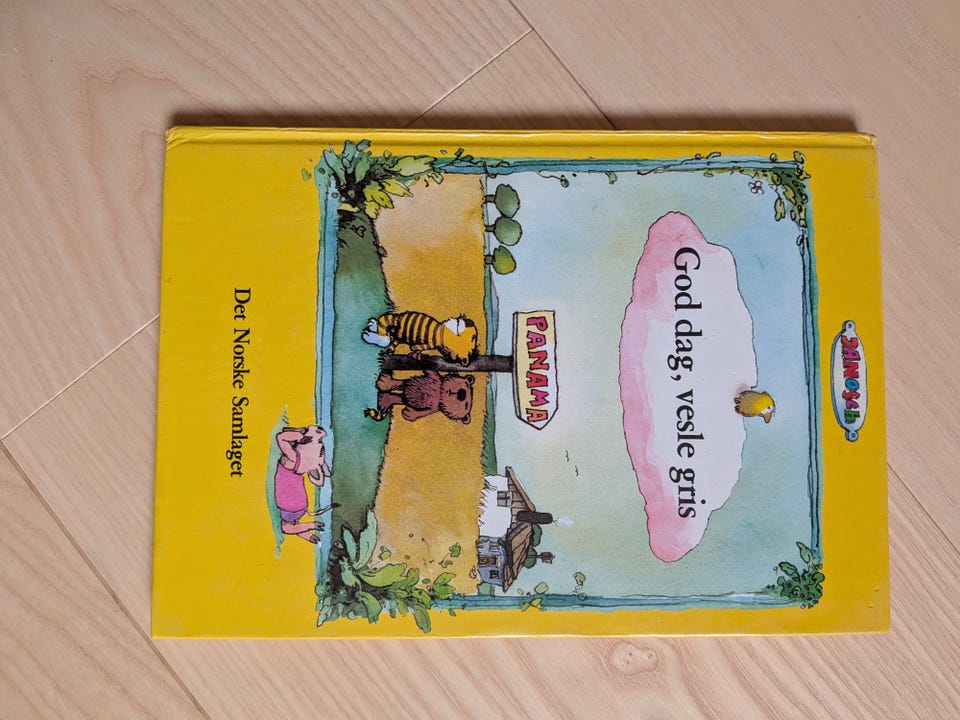 JANOSCH
God dag, vesle gris
PANAMA
Det Norske Samlaget